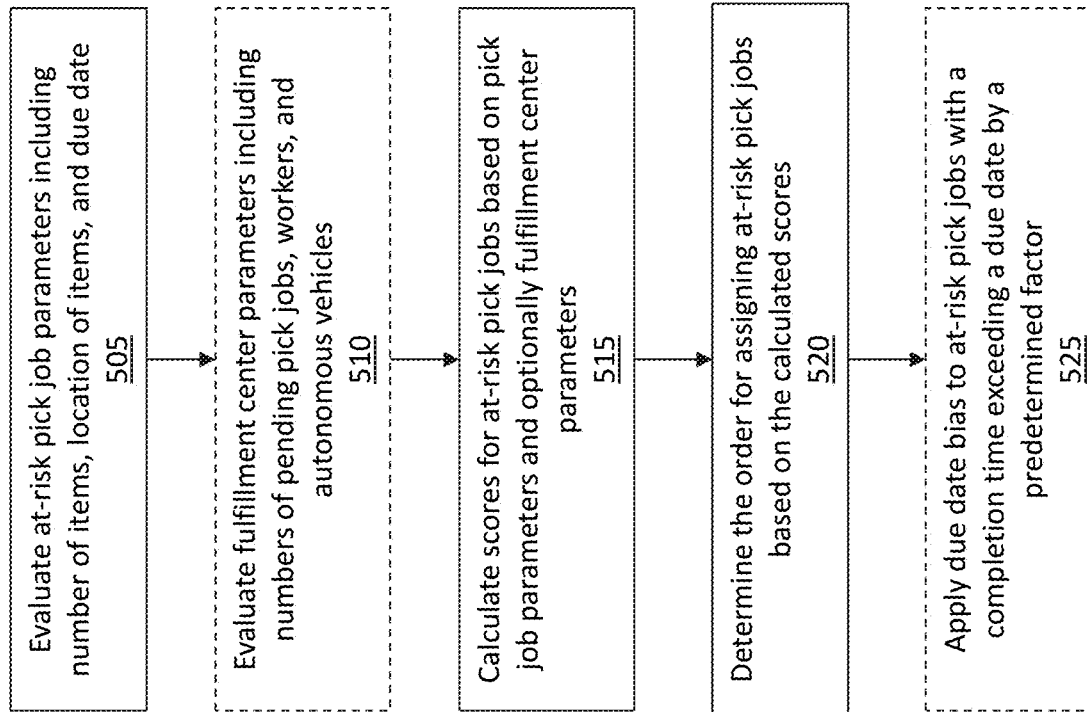 Evaluate at-risk pick job parameters including
number of items, location of items, and due date
505
Evaluate fulfillment center parameters including
numbers of pending pick jobs, workers, and
autonomous vehicles
510
Calculate scores for at-risk pick jobs based on pick
job parameters and optionally fulfillment center
parameters
515
Determine the order for assigning at-risk pick jobs
based on the calculated scores
520
Apply due date bias to at-risk pick jobs with a
completion time exceeding a due date by a
predetermined factor
525